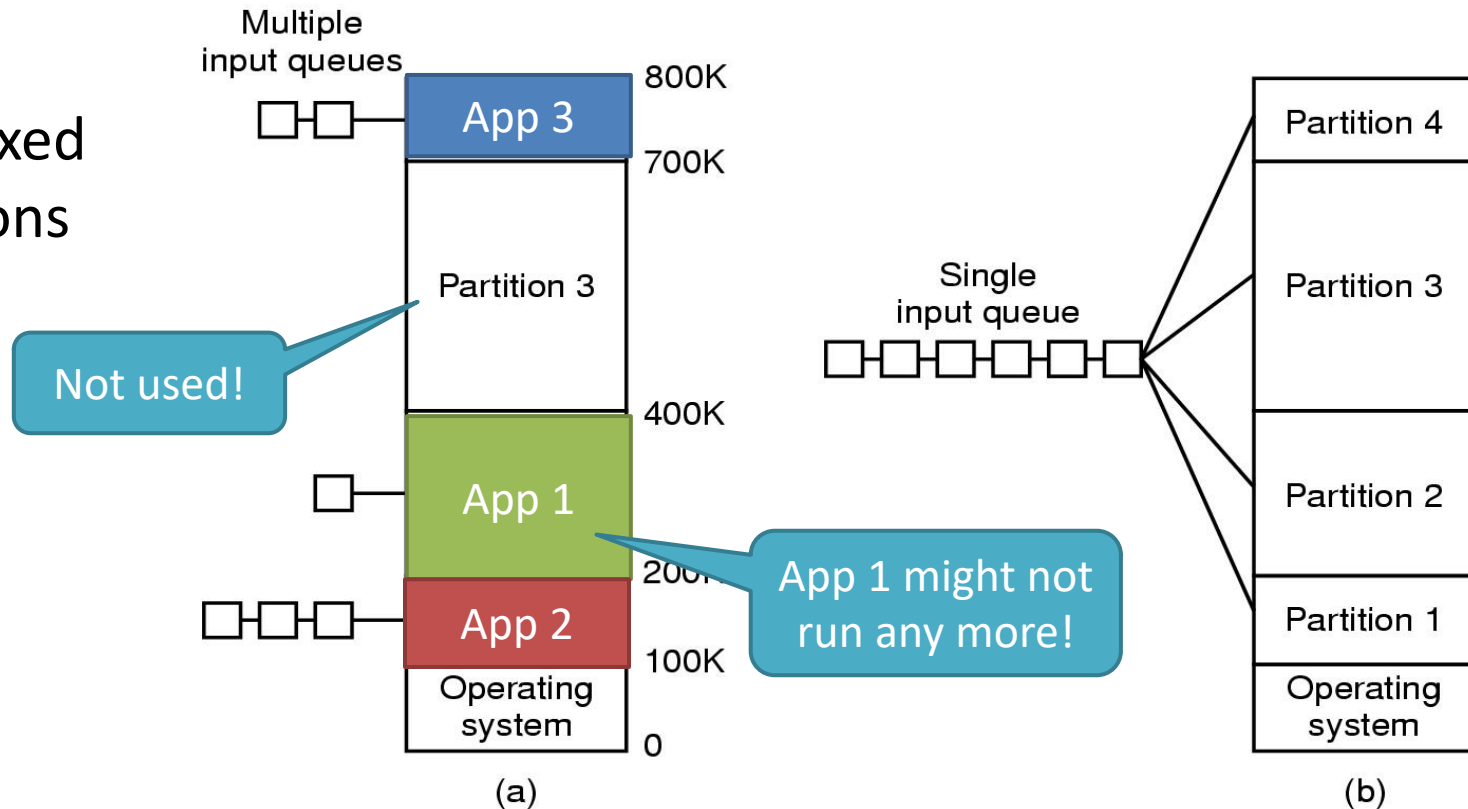 xed
ons
Multiple
input queues
800K
App 3
700K
Partition 3
Not used!
400K
App 1
200K
App 1 might not
run any more!
App 2
100K
Operating
system
0
(a)
Single
input queue
Partition 4
Partition 3
Partition 2
Partition 1
Operating
system
(b)